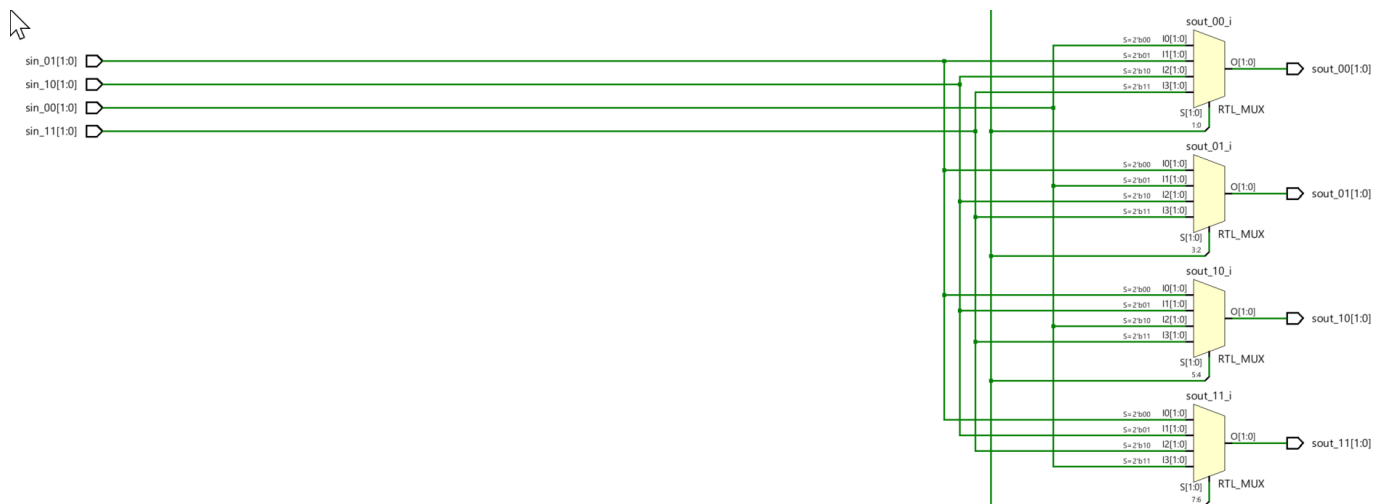 sin_01[1:0]
sin_10[1:0]
sin_00[1:0]
sin_11[1:0]
sout_00_i
S=2'b00 I0[1:0]
S=2'b01 I1[1:0]
S=2'b10 I2[1:0]
S=2'b11 I3[1:0]
O[1:0]
sout_00[1:0]
S[1:0]
RTL_MUX
1:0
sout_01_i
S=2'b00 I0[1:0]
S=2'b01 I1[1:0]
S=2'b10 I2[1:0]
S=2'b11 I3[1:0]
O[1:0]
sout_01[1:0]
S[1:0]
RTL_MUX
3:2
sout_10_i
S=2'b00 I0[1:0]
S=2'b01 I1[1:0]
S=2'b10 I2[1:0]
S=2'b11 I3[1:0]
O[1:0]
sout_10[1:0]
S[1:0]
RTL_MUX
5:4
sout_11_i
S=2'b00 I0[1:0]
S=2'b01 I1[1:0]
S=2'b10 I2[1:0]
S=2'b11 I3[1:0]
O[1:0]
sout_11[1:0]
S[1:0]
RTL_MUX
7:6